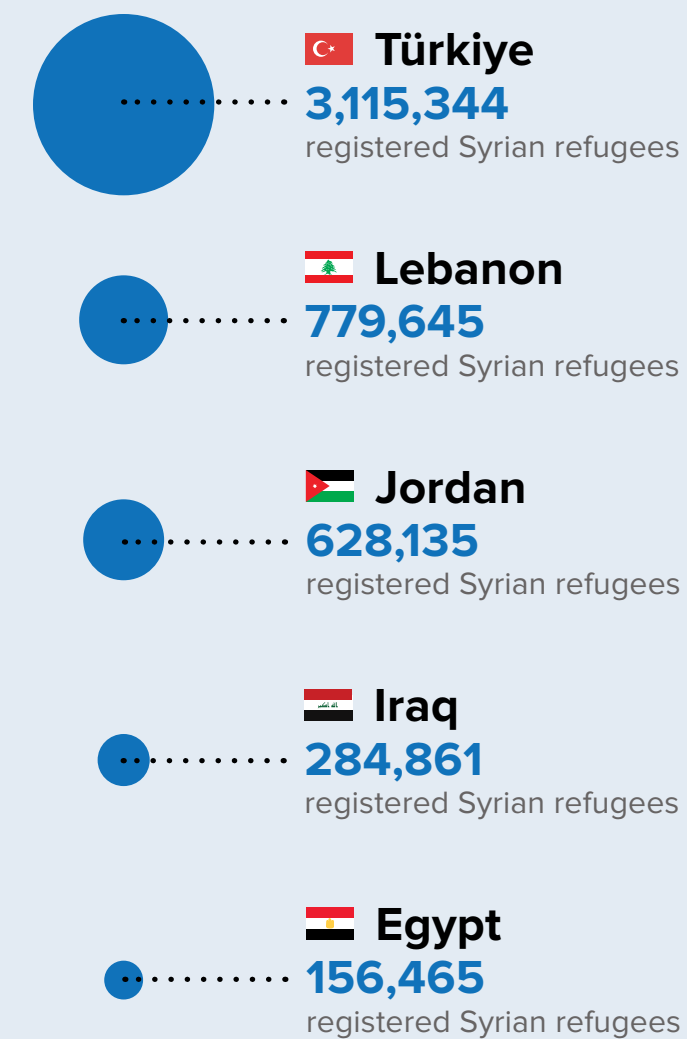 Türkiye
3,115,344
registered Syrian refugees
Lebanon
779,645
registered Syrian refugees
Jordan
628,135
registered Syrian refugees
Iraq
284,861
registered Syrian refugees
Egypt
156,465
registered Syrian refugees